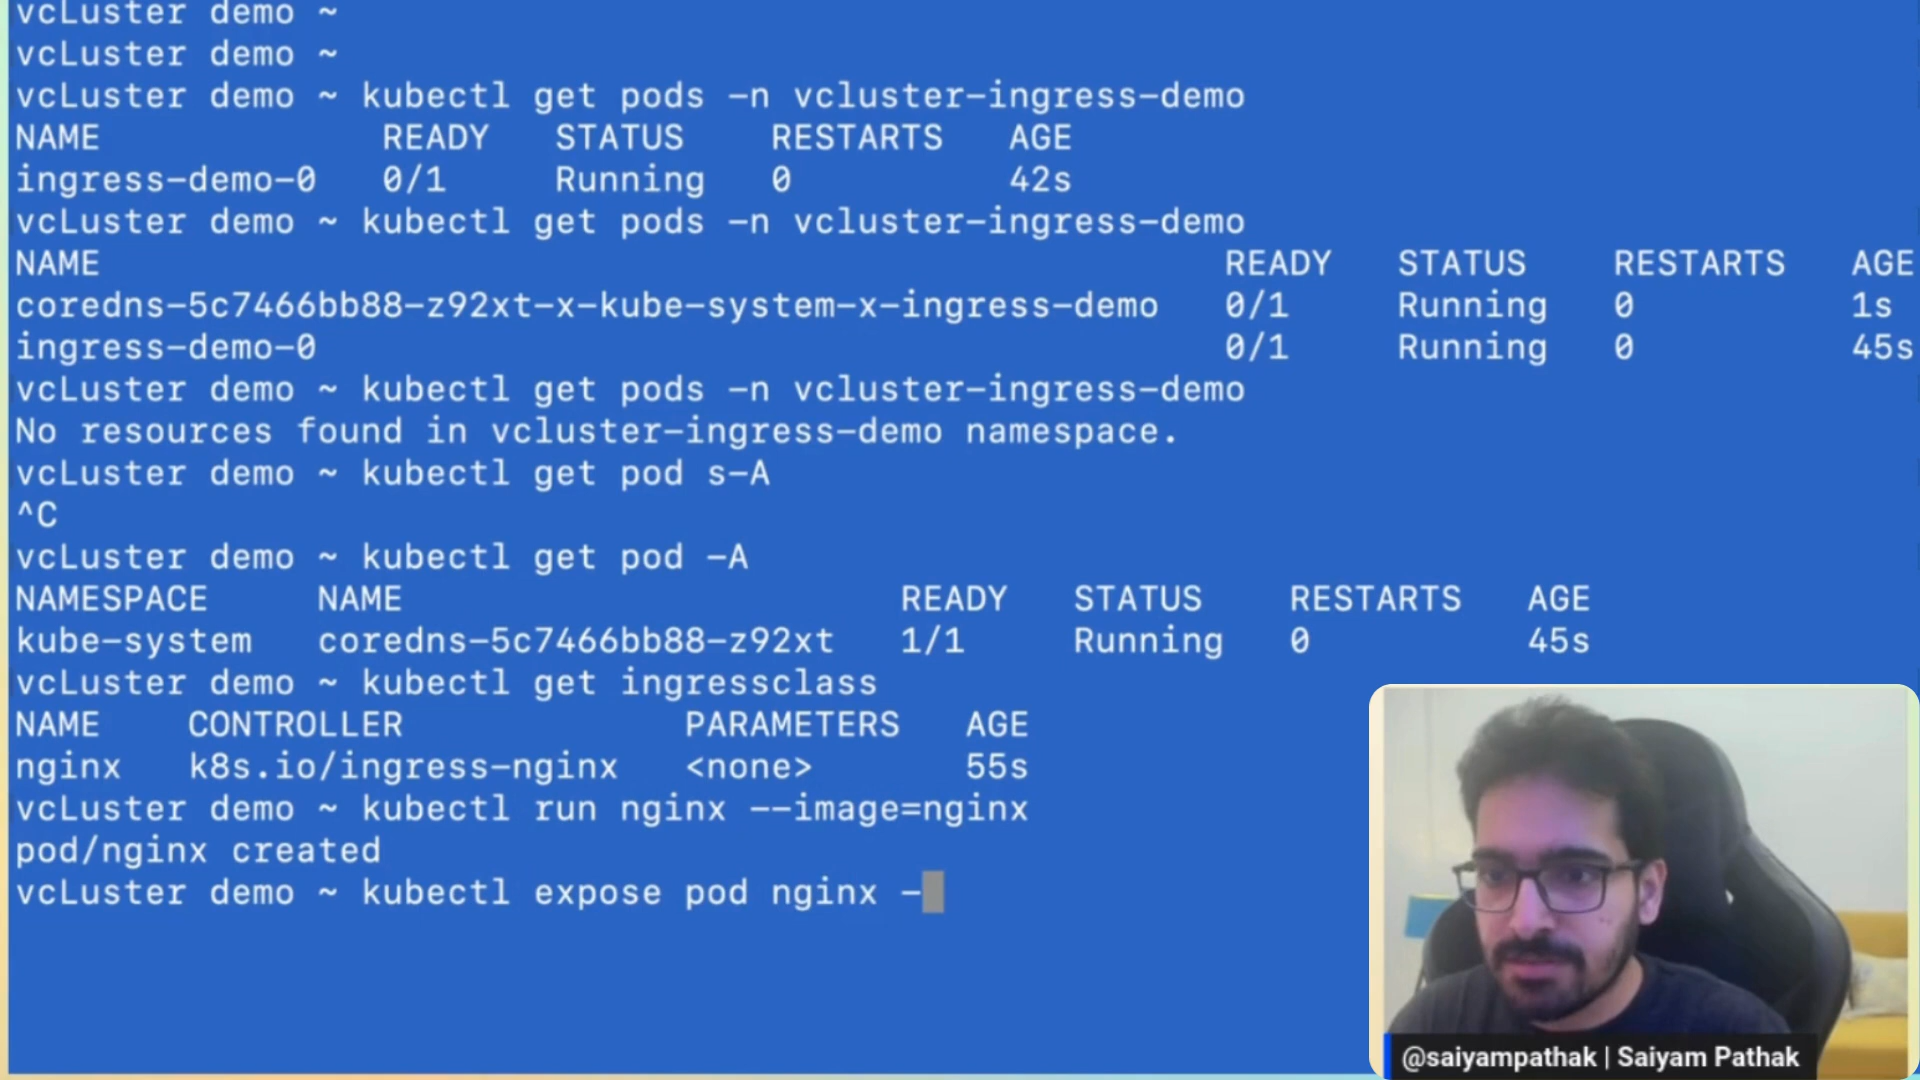 vcLuster demo ~
vcLuster demo ~
vcLuster demo ~ kubectl get pods -n vcluster-ingress-demo
NAME READY STATUS RESTARTS AGE
ingress-demo-0 0/1 Running 0 42s
vcLuster demo ~ kubectl get pods -n vcluster-ingress-demo
NAME READY STATUS RESTARTS AGE
coredns-5c7466bb88-z92xt-x-kube-system-x-ingress-demo 0/1 Running 0 1s
ingress-demo-0 0/1 Running 0 45s
vcLuster demo ~ kubectl get pods -n vcluster-ingress-demo
No resources found in vcluster-ingress-demo namespace.
vcLuster demo ~ kubectl get pod s-A
^C
vcLuster demo ~ kubectl get pod -A
NAMESPACE NAME READY STATUS RESTARTS AGE
kube-system coredns-5c7466bb88-z92xt 1/1 Running 0 45s
vcLuster demo ~ kubectl get ingressclass
NAME CONTROLLER PARAMETERS AGE
nginx k8s.io/ingress-nginx <none> 55s
vcLuster demo ~ kubectl run nginx --image=nginx
pod/nginx created
vcLuster demo ~ kubectl expose pod nginx -
@saiyampathak | Saiyam Pathak